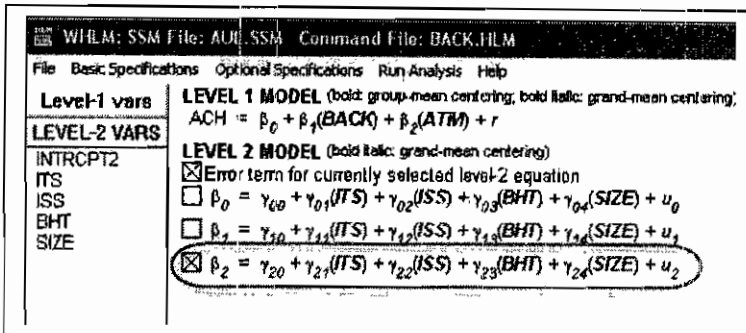 WHLM: SSM File: AUE.SSM Command File: BACK.HLM
File Basic Specifications Optional Specifications Run Analysis Help
Level-1 vars
LEVEL-2 VARS
INTRCPT2
ITS
ISS
BHT
SIZE
LEVEL 1 MODEL (bold: group-mean centering; bold italic: grand-mean centering)
ACH = β₀ + β₁(BACK) + β₂(ATM) + r
LEVEL 2 MODEL (bold italic: grand-mean centering)
☒ Error term for currently selected level-2 equation
☐ β₀ = γ₀₀ + γ₀₁(ITS) + γ₀₂(ISS) + γ₀₃(BHT) + γ₀₄(SIZE) + u₀
☐ β₁ = γ₁₀ + γ₁₁(ITS) + γ₁₂(ISS) + γ₁₃(BHT) + γ₁₄(SIZE) + u₁
☒ β₂ = γ₂₀ + γ₂₁(ITS) + γ₂₂(ISS) + γ₂₃(BHT) + γ₂₄(SIZE) + u₂